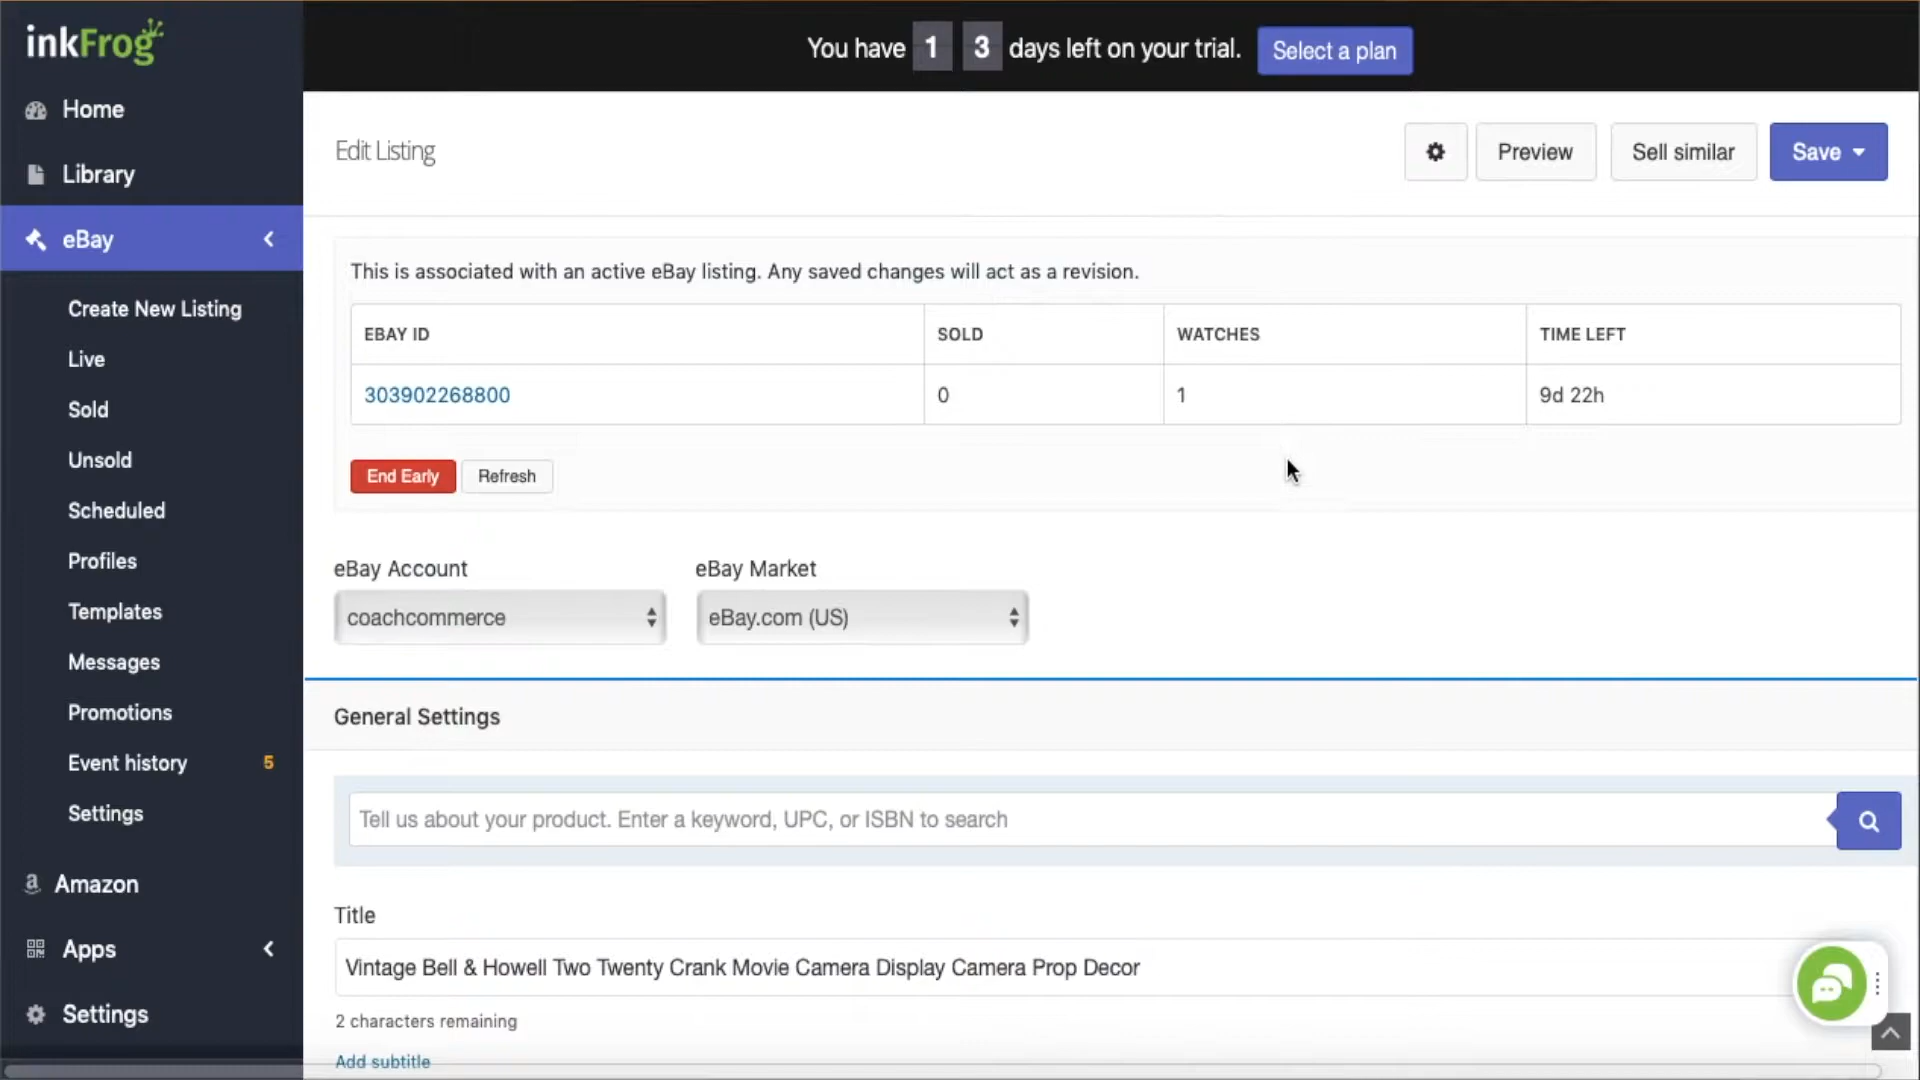 inkFrog
You have 1 3 days left on your trial. Select a plan
Home
Library
eBay
Create New Listing
Live
Sold
Unsold
Scheduled
Profiles
Templates
Messages
Promotions
Event history 5
Settings
Amazon
Apps
Settings
Edit Listing
Preview
Sell similar
Save
This is associated with an active eBay listing. Any saved changes will act as a revision.
EBAY ID SOLD WATCHES TIME LEFT
303902268800 0 1 9d 22h
End Early Refresh
eBay Account eBay Market
coachcommerce eBay.com (US)
General Settings
Tell us about your product. Enter a keyword, UPC, or ISBN to search
Title
Vintage Bell & Howell Two Twenty Crank Movie Camera Display Camera Prop Decor
2 characters remaining
Add subtitle